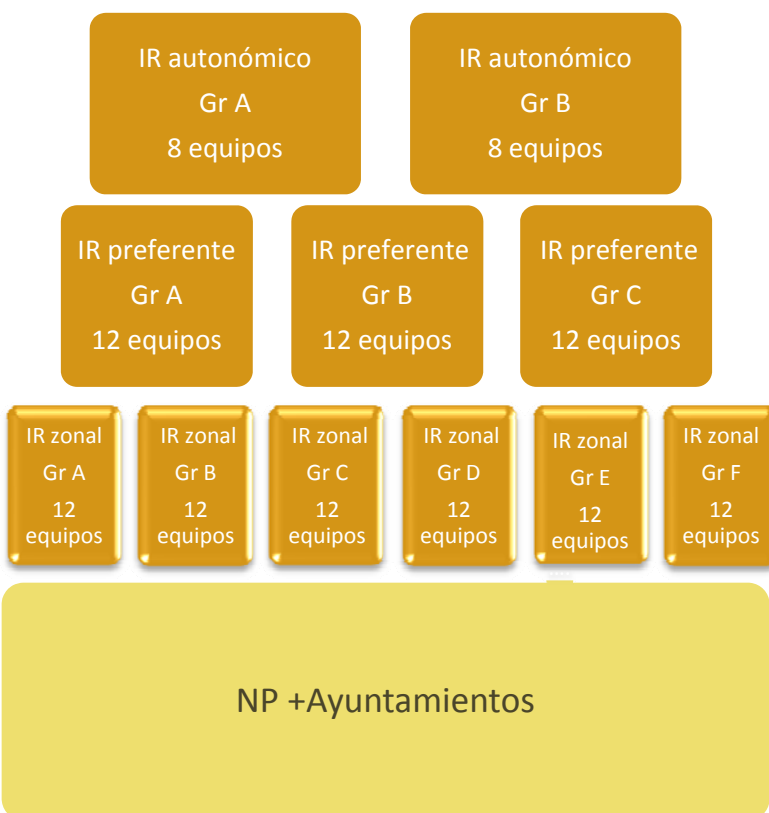 IR autonómico
Gr A
8 equipos
IR autonómico
Gr B
8 equipos
IR preferente
Gr A
12 equipos
IR preferente
Gr B
12 equipos
IR preferente
Gr C
12 equipos
IR zonal
Gr A
12
equipos
IR zonal
Gr B
12
equipos
IR zonal
Gr C
12
equipos
IR zonal
Gr D
12
equipos
IR zonal
Gr E
12
equipos
IR zonal
Gr F
12
equipos
NP +Ayuntamientos